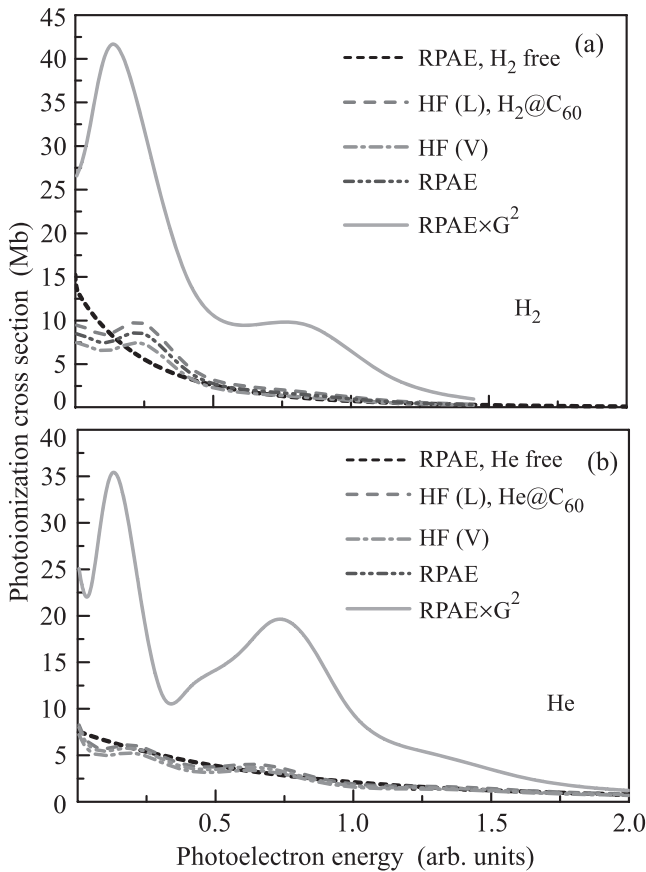 45
40
35
30
25
20
15
10
5
0
(a)
RPAE, H₂ free
HF (L), H₂@C₆₀
HF (V)
RPAE
RPAE×G²
H₂
Photoionization cross section (Mb)
40
35
30
25
20
15
10
5
0
(b)
RPAE, He free
HF (L), He@C₆₀
HF (V)
RPAE
RPAE×G²
He
0.5 1.0 1.5 2.0
Photoelectron energy (arb. units)